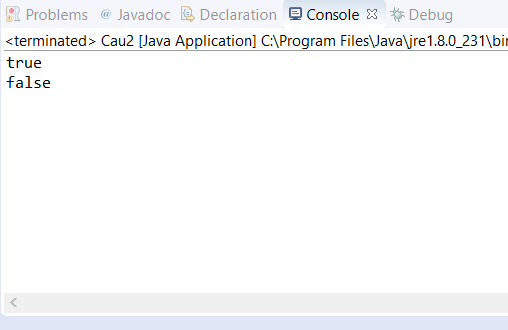 Problems @ Javadoc Declaration Console Debug
<terminated> Cau2 [Java Application] C:\Program Files\Java\jre1.8.0_231\bin
true
false